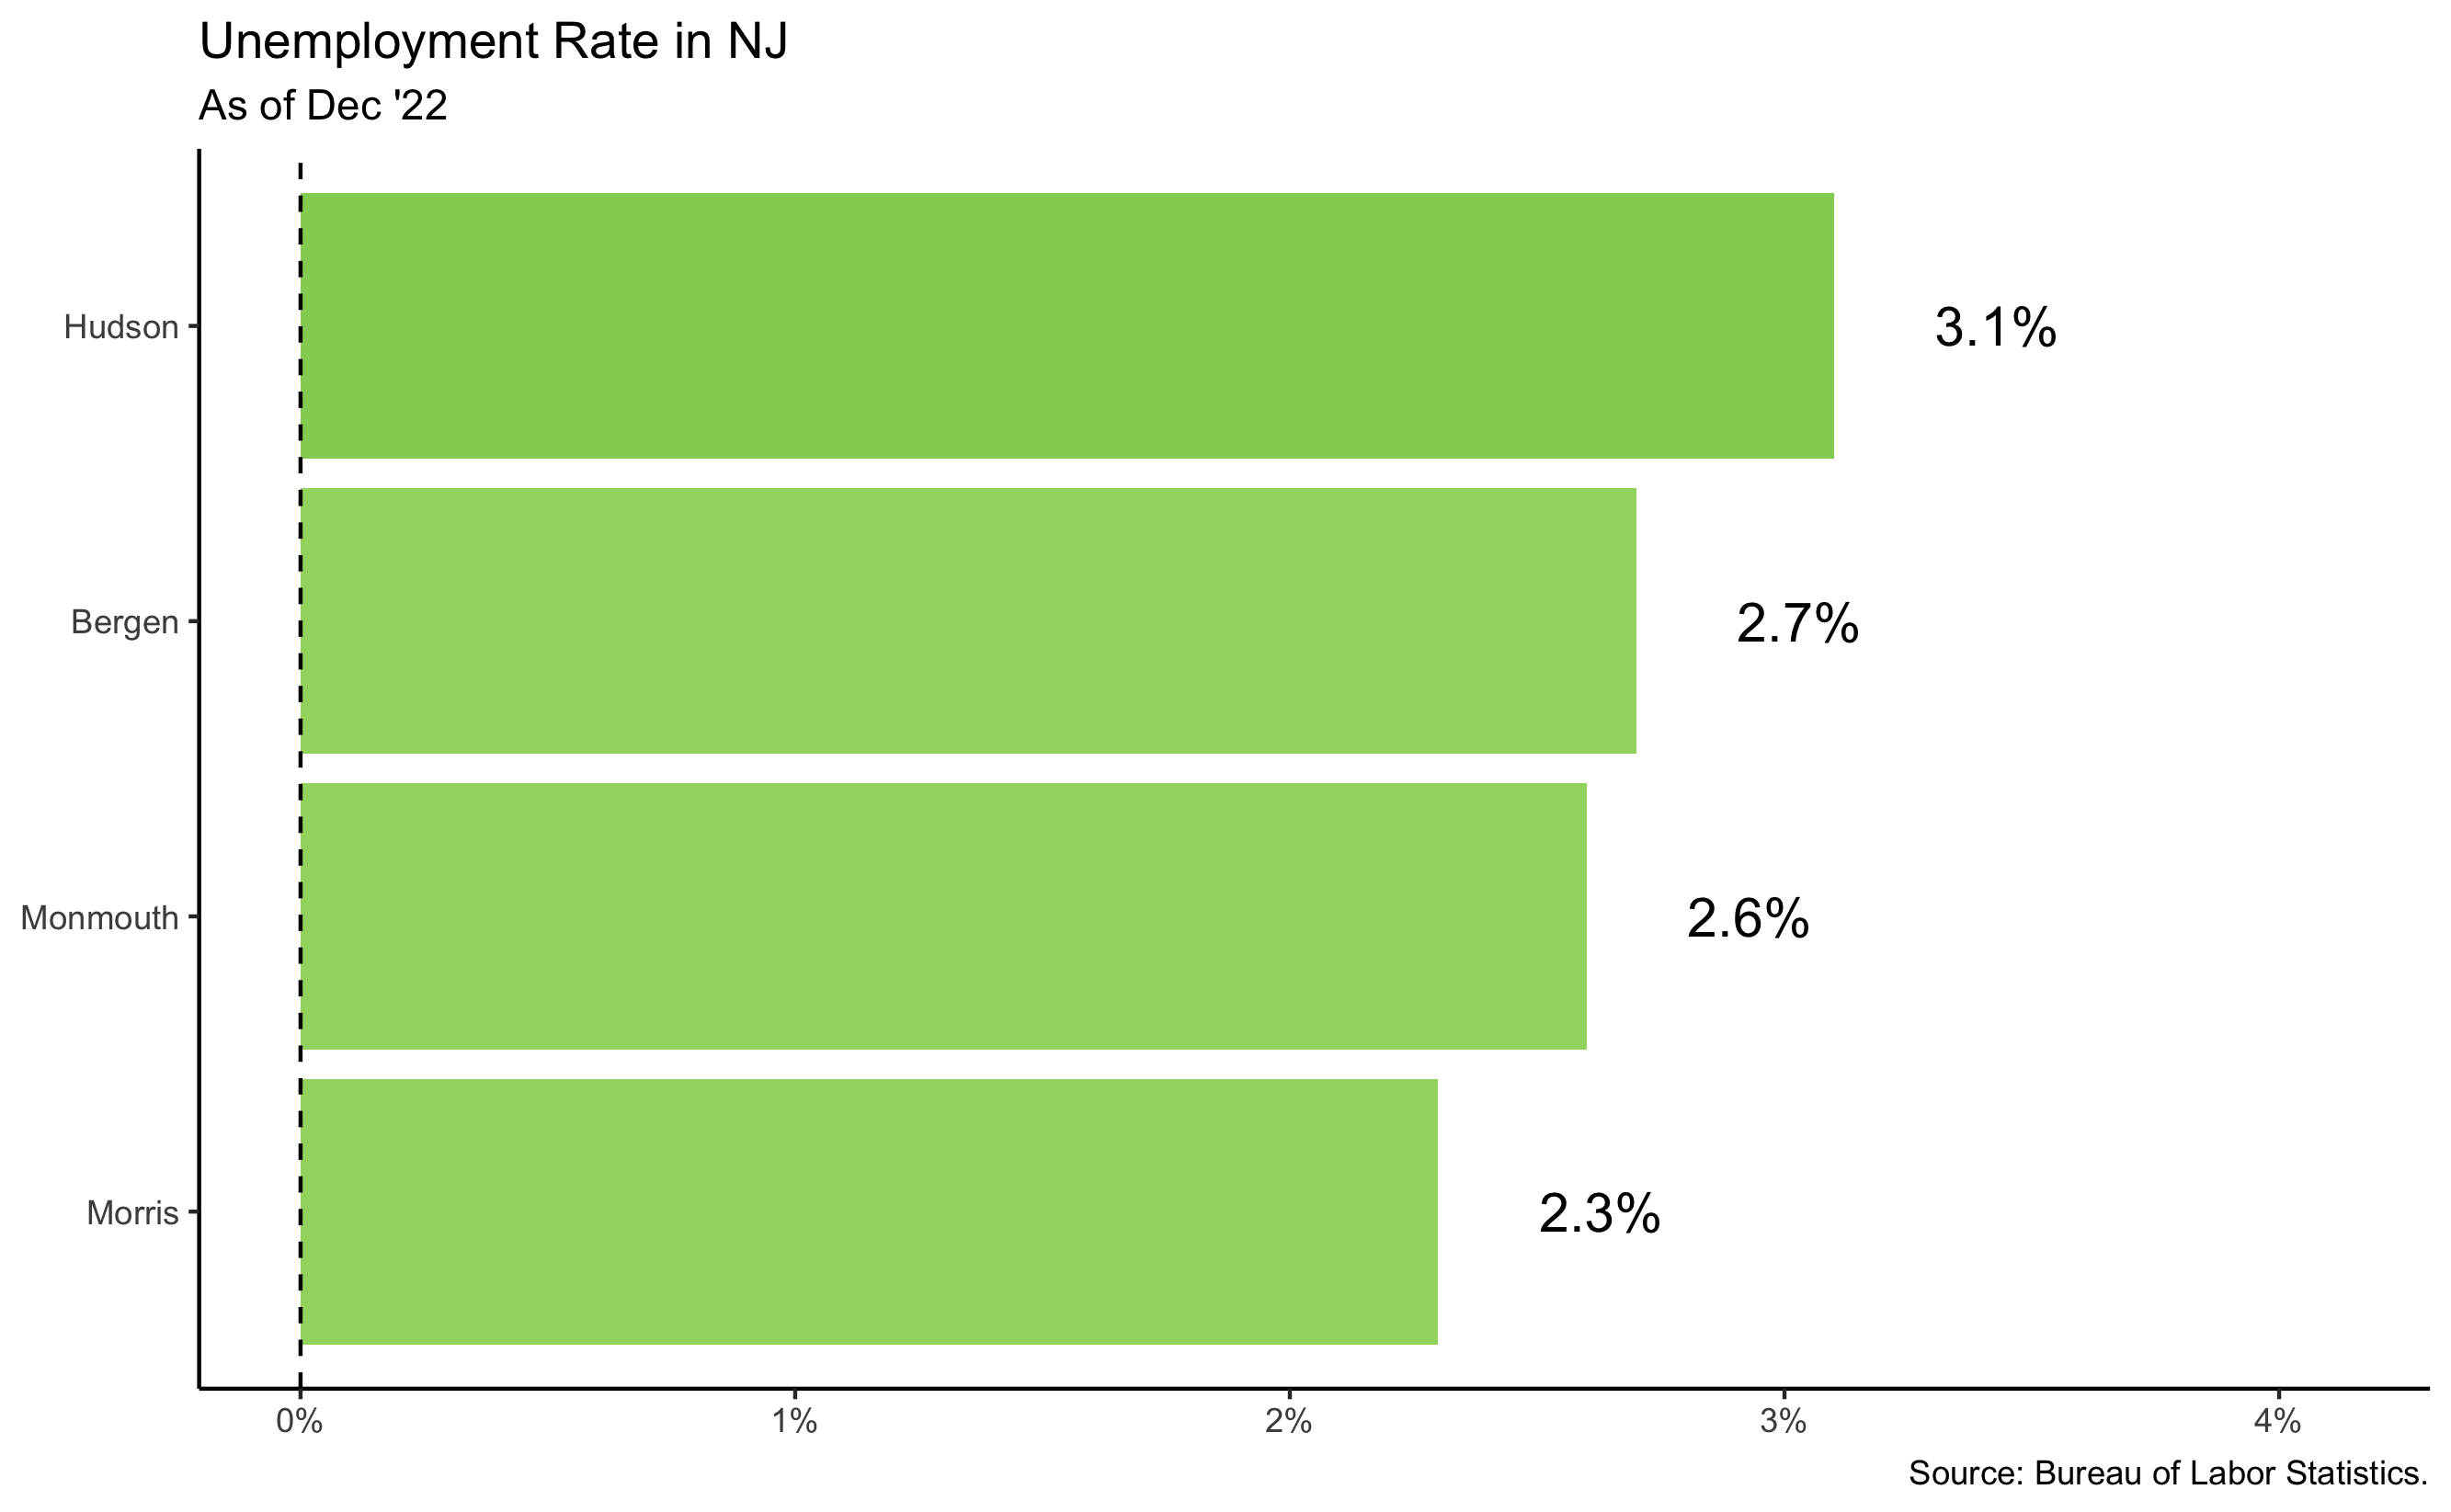 Unemployment Rate in NJ
As of Dec '22
Hudson
3.1%
Bergen
2.7%
Monmouth
2.6%
Morris
2.3%
0% 1% 2% 3% 4%
Source: Bureau of Labor Statistics.